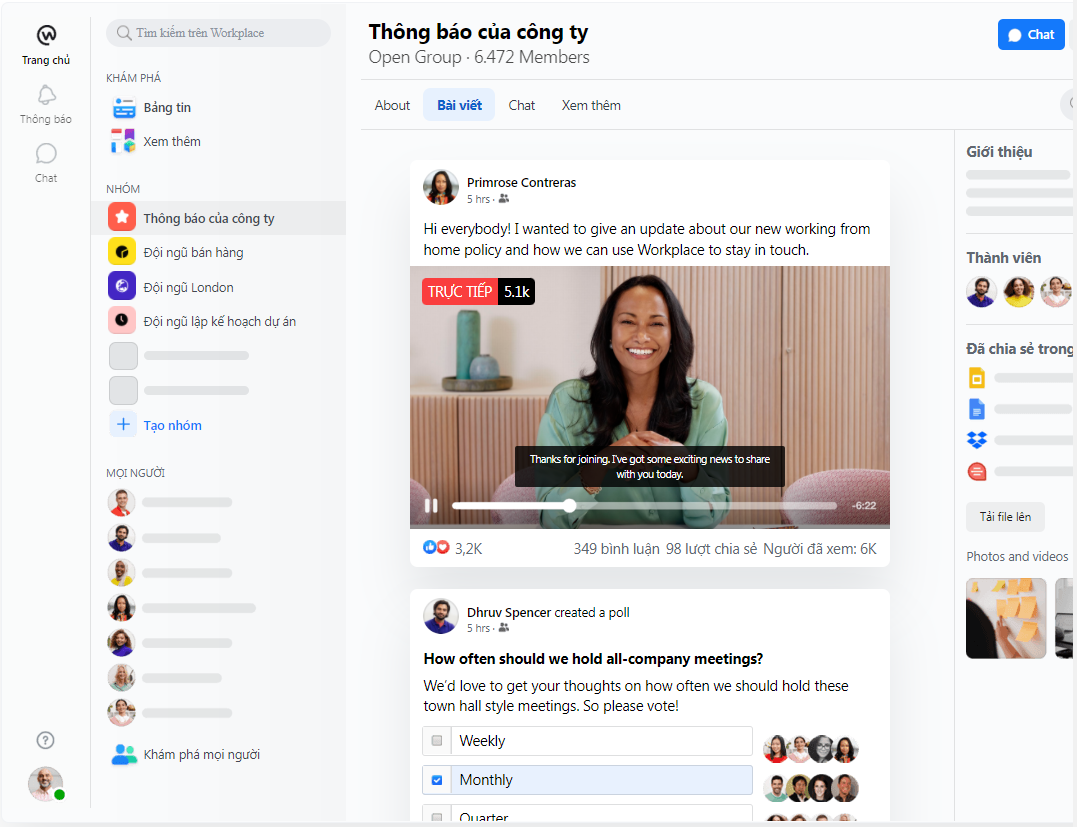 Trang chủ
Thông báo
Chat
Tìm kiếm trên Workplace
KHÁM PHÁ
Bảng tin
Xem thêm
NHÓM
Thông báo của công ty
Đội ngũ bán hàng
Đội ngũ London
Đội ngũ lập kế hoạch dự án
Tạo nhóm
MỌI NGƯỜI
Khám phá mọi người
Thông báo của công ty
Open Group · 6.472 Members
Chat
About
Bài viết
Chat
Xem thêm
Primrose Contreras
5 hrs ·
Hi everybody! I wanted to give an update about our new working from
home policy and how we can use Workplace to stay in touch.
TRỰC TIẾP 5.1k
Thanks for joining. I've got some exciting news to share
with you today.
-6:22
3,2K
349 bình luận 98 lượt chia sẻ Người đã xem: 6K
Dhruv Spencer created a poll
5 hrs ·
How often should we hold all-company meetings?
We'd love to get your thoughts on how often we should hold these
town hall style meetings. So please vote!
Weekly
Monthly
Quarter
Giới thiệu
Thành viên
Đã chia sẻ trong
Tải file lên
Photos and videos